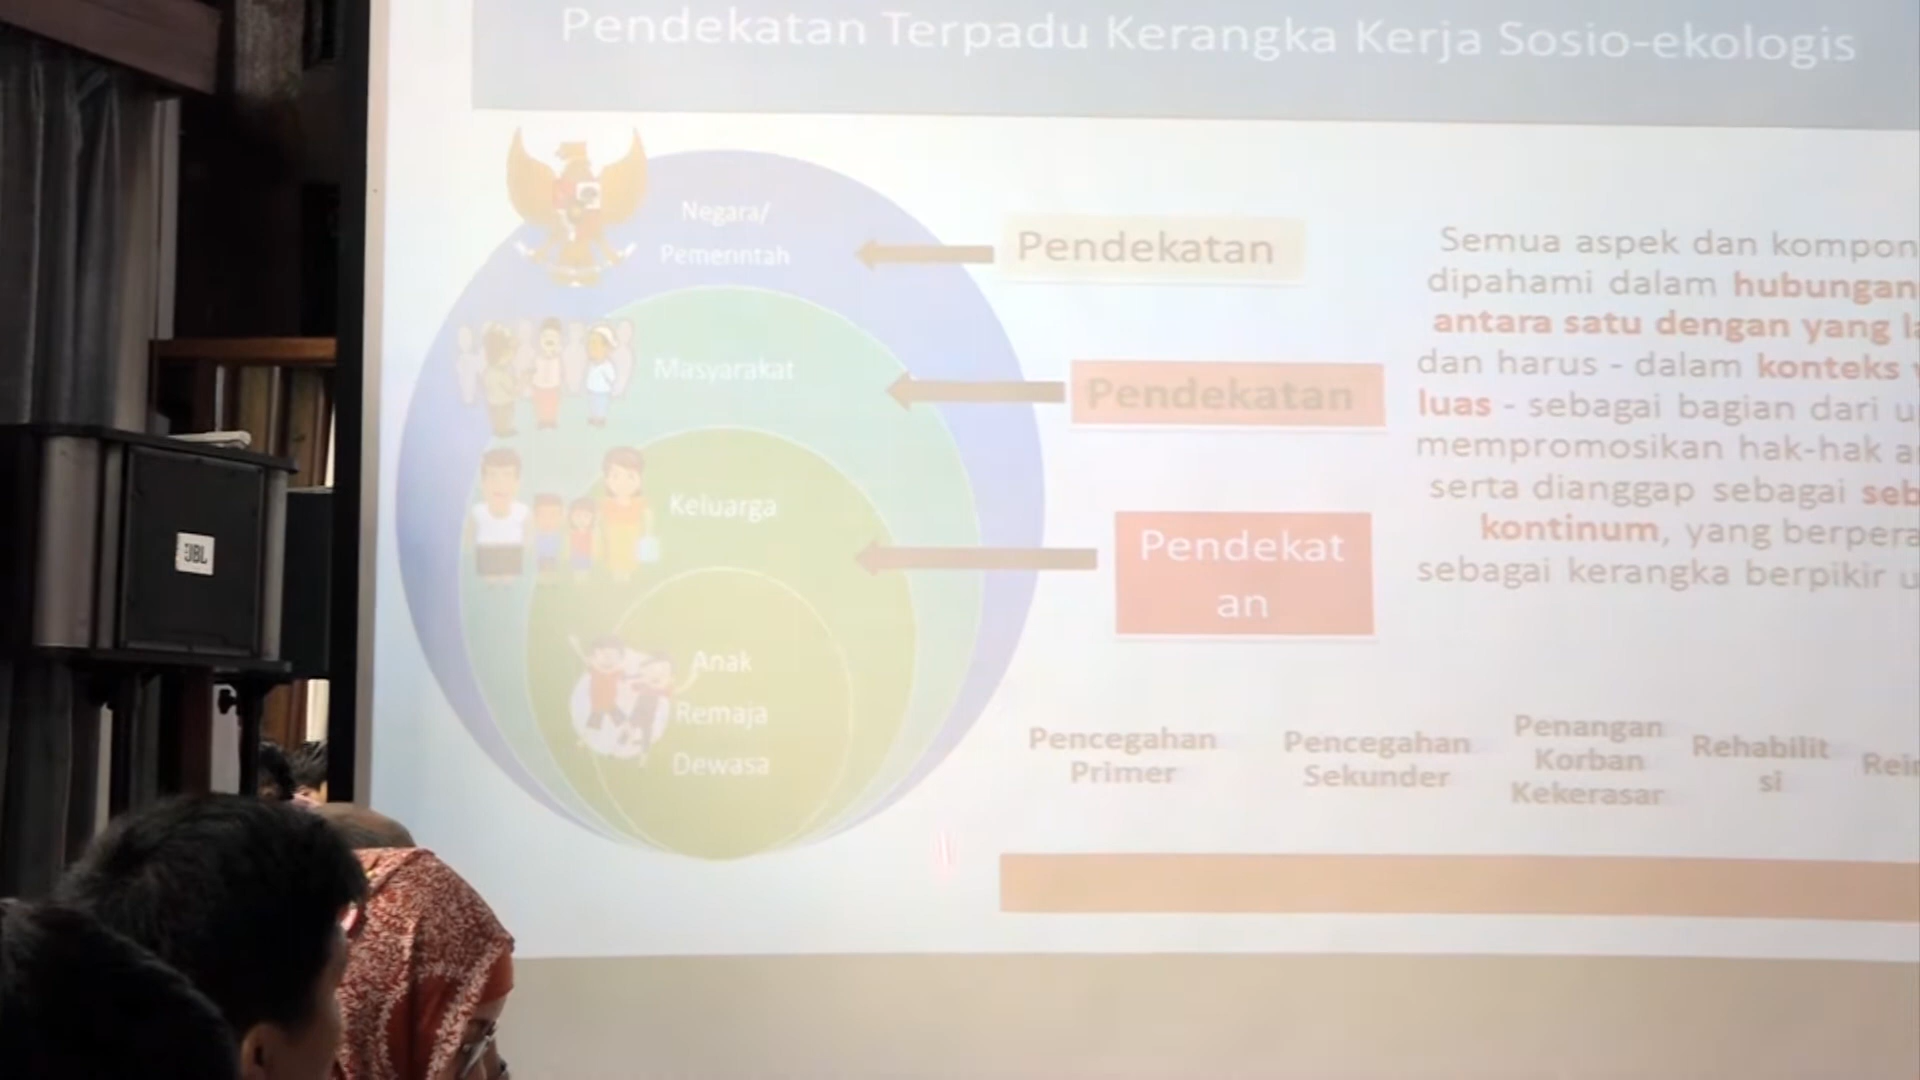 Pendekatan Terpadu Kerangka Kerja Sosio-ekologis
Negara/
Pemerintah
Masyarakat
Keluarga
Anak
Remaja
Dewasa
Pendekatan
Pendekatan
Pendekat
an
Semua aspek dan kompon
dipahami dalam hubungan
antara satu dengan yang la
dan harus - dalam konteks
luas - sebagai bagian dari u
mempromosikan hak-hak a
serta dianggap sebagai seb
kontinum, yang berpera
sebagai kerangka berpikir u
Pencegahan
Primer
Pencegahan
Sekunder
Penangan
Korban
Kekerasar
Rehabilit
si
Rein
JBL